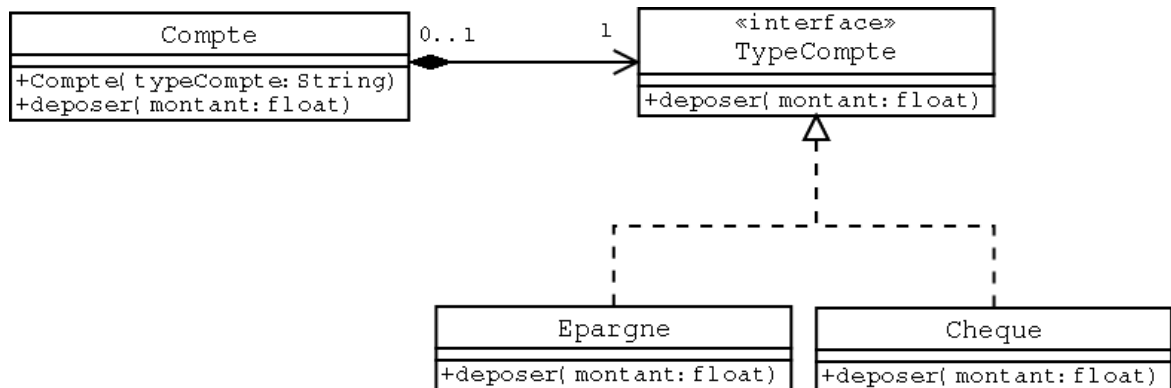 Compte
+Compte(typeCompte:String)
+deposer(montant:float)
0..1
1
«interface»
TypeCompte
+deposer(montant:float)
Epargne
+deposer(montant:float)
Cheque
+deposer(montant:float)